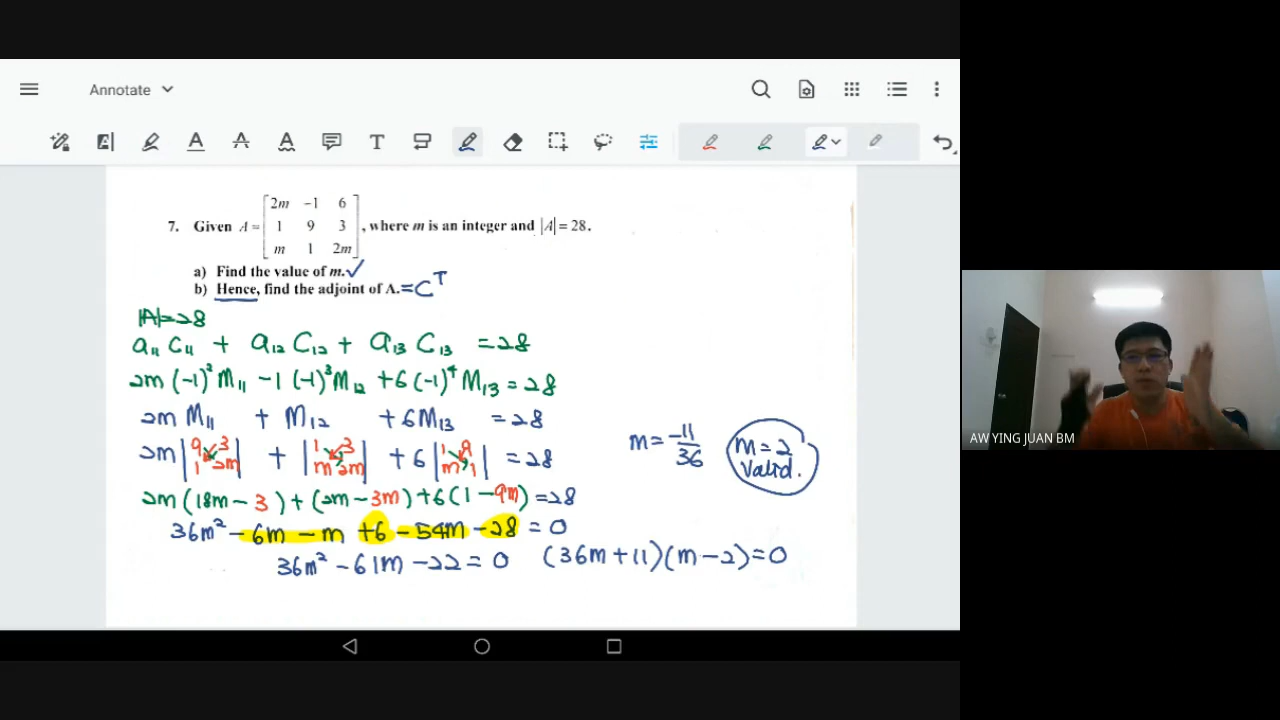 Annotate
7. Given A = [2m -1 6
1 9 3
m 1 2m], where m is an integer and |A| = 28.
a) Find the value of m. ✓
b) Hence, find the adjoint of A. = C^T
|A| = 28
a₁₁ C₁₁ + a₁₂ C₁₂ + a₁₃ C₁₃ = 28
2m (-1)² M₁₁ - 1 (-1)³ M₁₂ + 6 (-1)⁴ M₁₃ = 28
2m M₁₁ + M₁₂ + 6M₁₃ = 28
2m |9 3; 1 2m| + |1 3; m 2m| + 6 |1 9; m 1| = 28
2m (18m - 3) + (2m - 3m) + 6(1 - 9m) = 28
36m² - 6m - m + 6 - 54m - 28 = 0
36m² - 61m - 22 = 0 (36m + 11)(m - 2) = 0
m = -11/36
m = 2
Valid.
AW YING JUAN BM